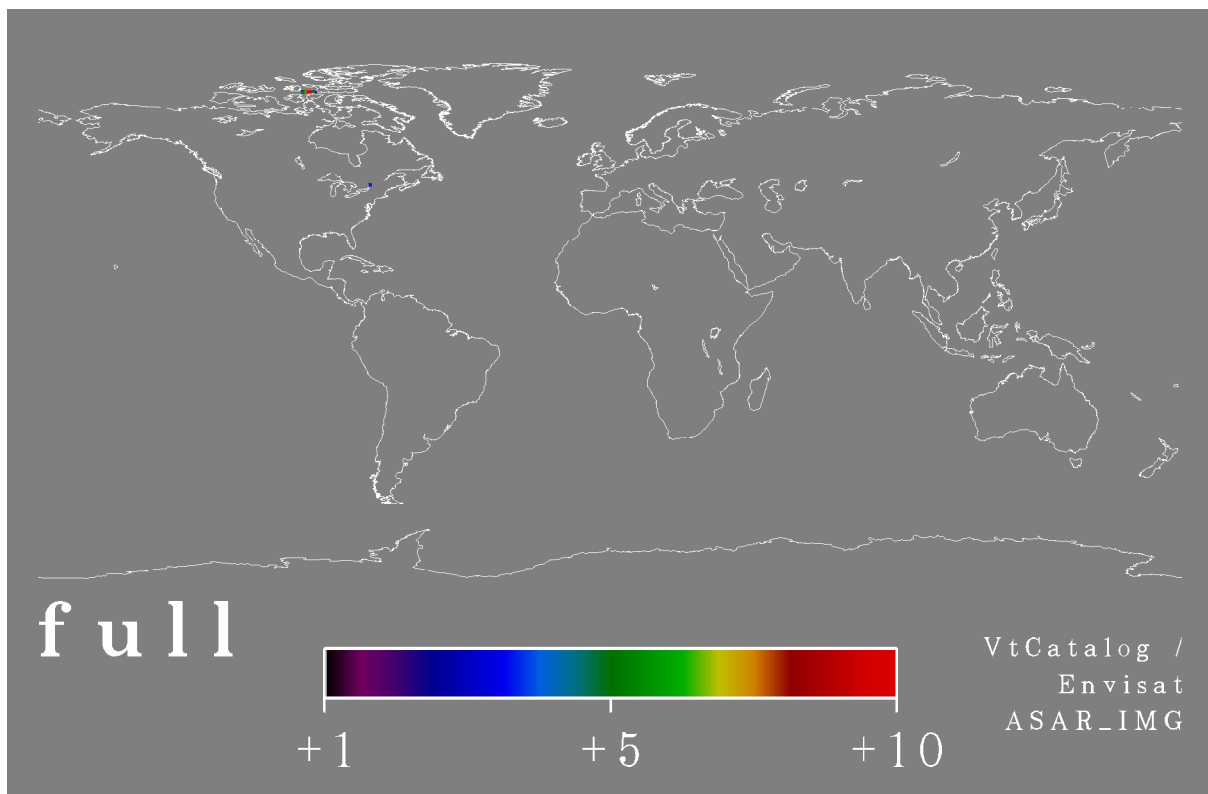 full
VtCatalog /
Envisat
ASAR_IMG
+1 +5 +10